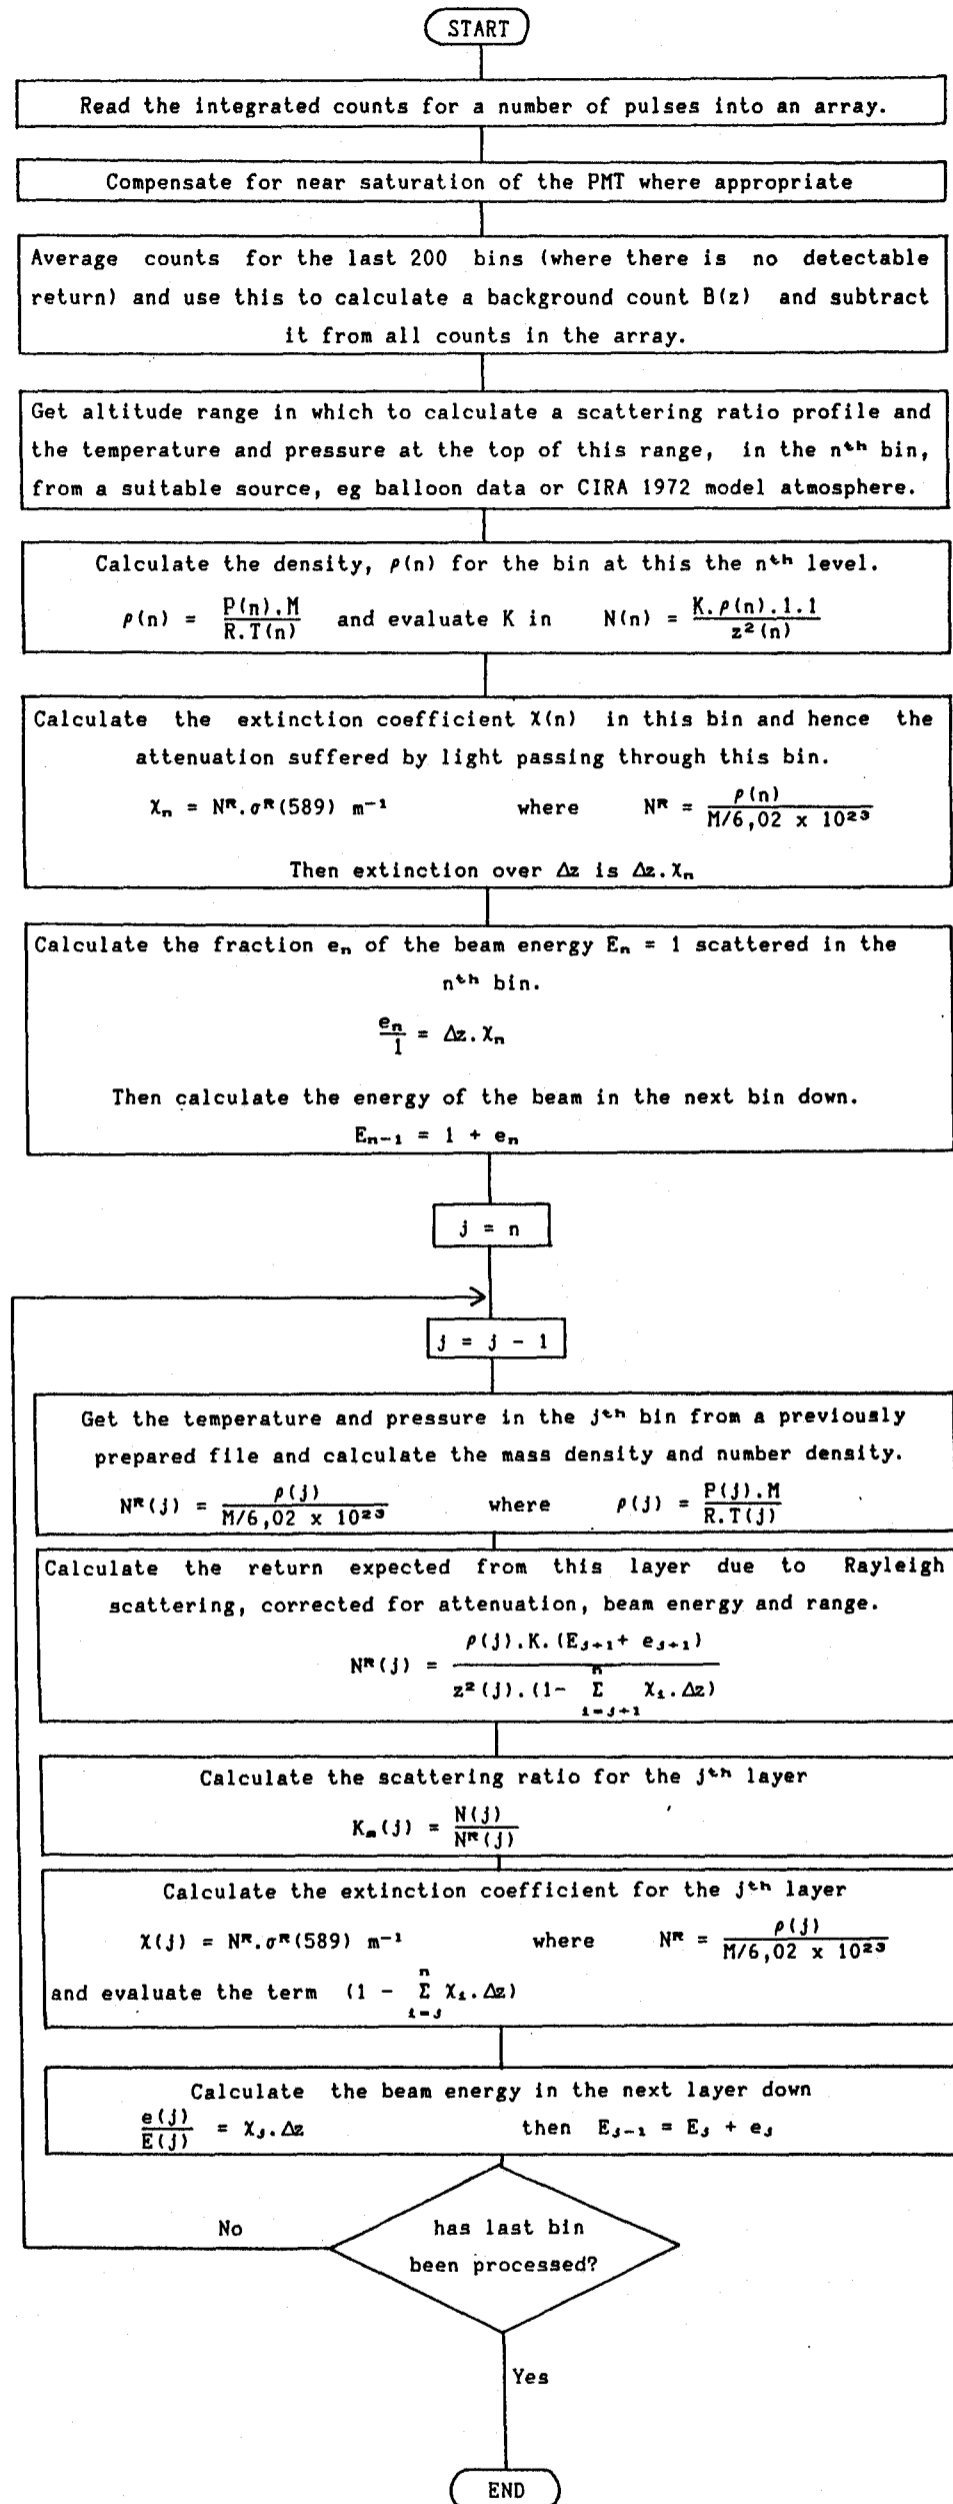 START
Read the integrated counts for a number of pulses into an array.
Compensate for near saturation of the PMT where appropriate
Average counts for the last 200 bins (where there is no detectable
return) and use this to calculate a background count B(z) and subtract
it from all counts in the array.
Get altitude range in which to calculate a scattering ratio profile and
the temperature and pressure at the top of this range, in the nᵗʰ bin,
from a suitable source, eg balloon data or CIRA 1972 model atmosphere.
Calculate the density, ρ(n) for the bin at this the nᵗʰ level.
ρ(n) = P(n).M / R.T(n) and evaluate K in N(n) = K.ρ(n).1.1 / z²(n)
Calculate the extinction coefficient χ(n) in this bin and hence the
attenuation suffered by light passing through this bin.
χₙ = Nᴿ.σᴿ(589) m⁻¹ where Nᴿ = ρ(n) / M/6,02 x 10²³
Then extinction over Δz is Δz.χₙ
Calculate the fraction eₙ of the beam energy Eₙ = 1 scattered in the
nᵗʰ bin.
eₙ / 1 = Δz.χₙ
Then calculate the energy of the beam in the next bin down.
Eₙ₋₁ = 1 + eₙ
j = n
j = j - 1
Get the temperature and pressure in the jᵗʰ bin from a previously
prepared file and calculate the mass density and number density.
Nᴿ(j) = ρ(j) / M/6,02 x 10²³ where ρ(j) = P(j).M / R.T(j)
Calculate the return expected from this layer due to Rayleigh
scattering, corrected for attenuation, beam energy and range.
Nᴿ(j) = ρ(j).K.(Eⱼ₊₁+ eⱼ₊₁) / z²(j).(1- Σ(i=j+1 to n) χᵢ.Δz)
Calculate the scattering ratio for the jᵗʰ layer
Kₘ(j) = N(j) / Nᴿ(j)
Calculate the extinction coefficient for the jᵗʰ layer
χ(j) = Nᴿ.σᴿ(589) m⁻¹ where Nᴿ = ρ(j) / M/6,02 x 10²³
and evaluate the term (1 - Σ(i=j to n) χᵢ.Δz)
Calculate the beam energy in the next layer down
e(j) / E(j) = χⱼ.Δz then Eⱼ₋₁ = Eⱼ + eⱼ
has last bin
been processed?
No
Yes
END